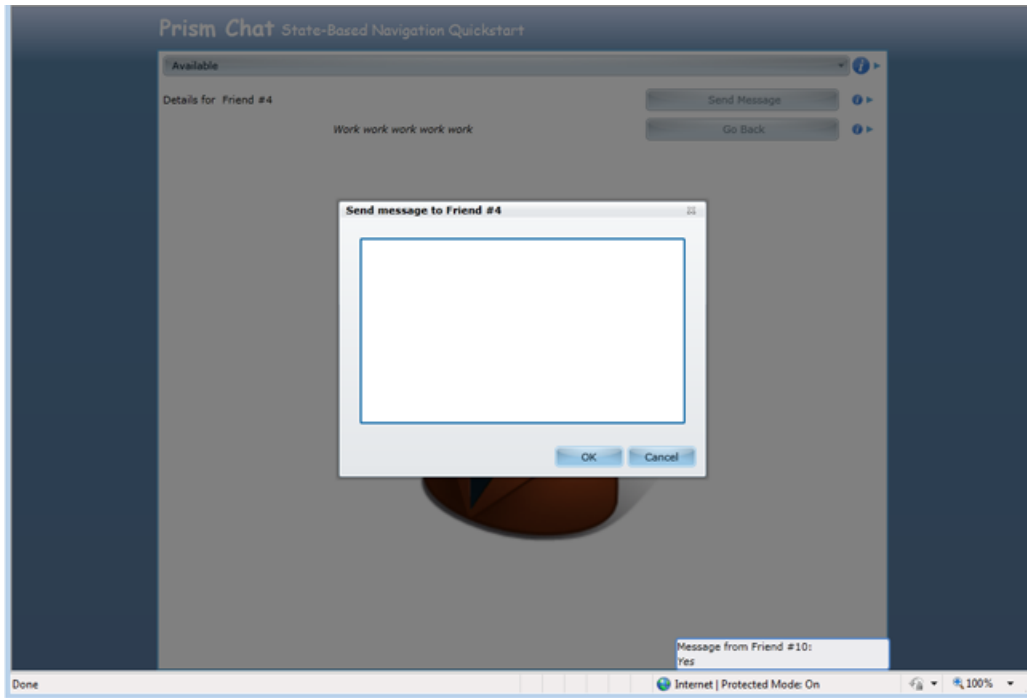 Prism Chat State-Based Navigation Quickstart
Available
Details for Friend #4
Send Message
Work work work work work
Go Back
Send message to Friend #4
OK
Cancel
Message from Friend #10:
Yes
Done
Internet | Protected Mode: On
100%